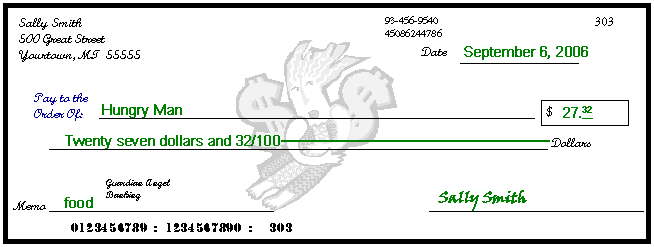 Sally Smith
500 Great Street
Yourtown, MT 55555
93-456-9540
45086244786
303
Date September 6, 2006
Pay to the
Order Of: Hungry Man $ 27.32
Twenty seven dollars and 32/100 Dollars
Guardian Angel
Banking
Memo food Sally Smith
0123456789 : 1234567890 : 303